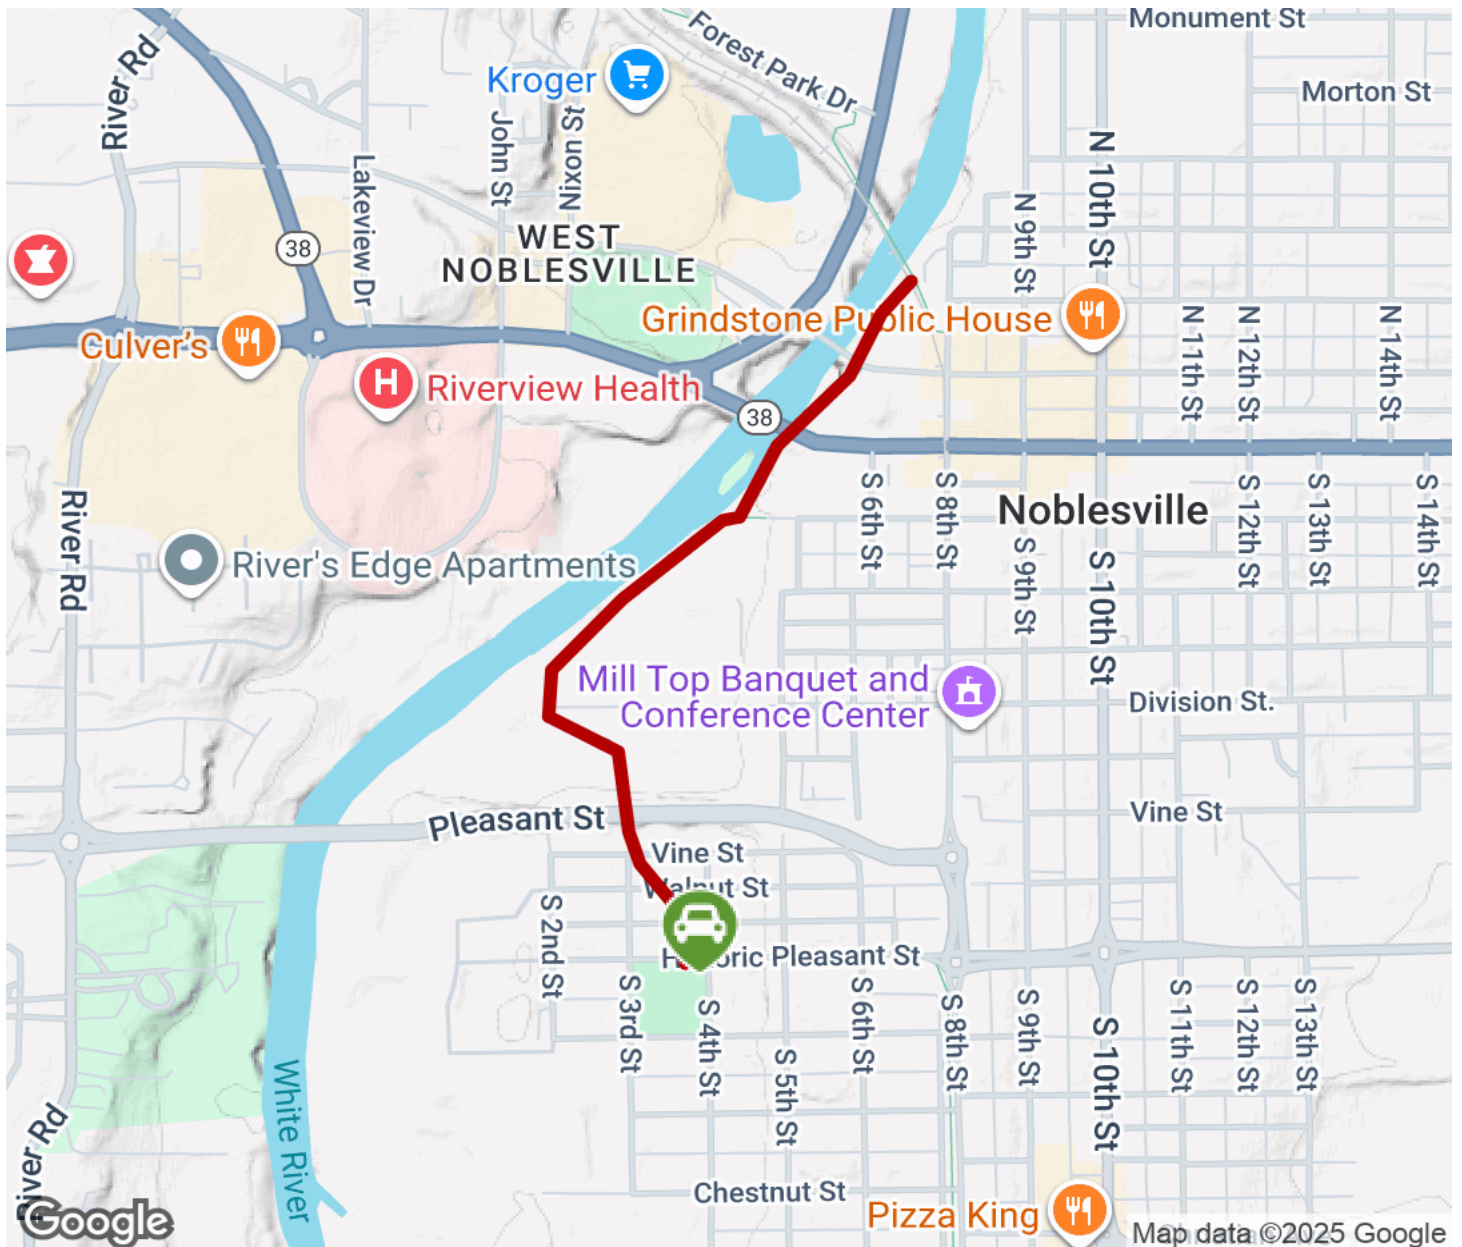 Monument St
River Rd
Forest Park Dr
Kroger
Morton St
John St
Nixon St
N 10th St
Lakeview Dr
N 9th St
WEST
NOBLESVILLE
38
Grindstone Public House
Culver's
N 11th St
N 12th St
N 14th St
H
Riverview Health
38
River Rd
S 6th St
S 8th St
Noblesville
S 12th St
S 13th St
S 14th St
River's Edge Apartments
S 9th St
S 10th St
Mill Top Banquet and
Conference Center
Division St.
Pleasant St
Vine St
Vine St
Walnut St
S 2nd St
Historic Pleasant St
S 3rd St
S 4th St
S 6th St
S 8th St
S 9th St
S 11th St
S 12th St
S 13th St
S 5th St
S 10th St
White River
River Rd
Chestnut St
Pizza King
Google
Map data ©2025 Google